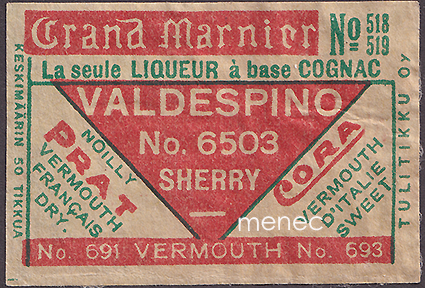 Grand Marnier
No 518
519
La seule LIQUEUR à base COGNAC
KESKIMÄÄRIN 50 TIKKUA
VALDESPINO
No. 6503
SHERRY
NOILLY
PRAT
VERMOUTH
FRANÇAIS
DRY.
CORA
VERMOUTH
D'ITALIE
SWEET
TULITIKKU OY
menec
No. 691 VERMOUTH No. 693